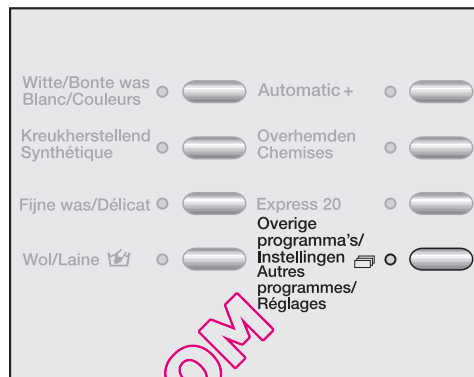 Witte/Bonte was
Blanc/Couleurs
Automatic +
Kreukherstellend
Synthétique
Overhemden
Chemises
Fijne was/Délicat
Express 20
Wol/Laine
Overige
programma's/
Instellingen
Autres
programmes/
Réglages
OM